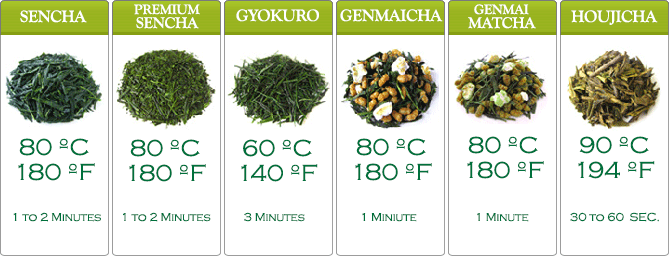 SENCHA
80 ºC
180 ºF
1 TO 2 MINUTES
PREMIUM
SENCHA
80 ºC
180 ºF
1 TO 2 MINUTES
GYOKURO
60 ºC
140 ºF
3 MINUTES
GENMAICHA
80 ºC
180 ºF
1 MINIUTE
GENMAI
MATCHA
80 ºC
180 ºF
1 MINUTE
HOUJICHA
90 ºC
194 ºF
30 TO 60 SEC.